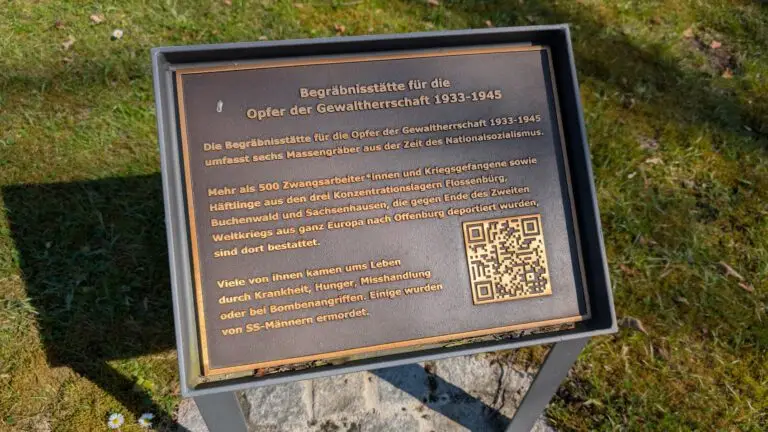 Begräbnisstätte für die
Opfer der Gewaltherrschaft 1933-1945
Die Begräbnisstätte für die Opfer der Gewaltherrschaft 1933-1945
umfasst sechs Massengräber aus der Zeit des Nationalsozialismus.
Mehr als 500 Zwangsarbeiter*innen und Kriegsgefangene sowie
Häftlinge aus den drei Konzentrationslagern Flossenbürg,
Buchenwald und Sachsenhausen, die gegen Ende des Zweiten
Weltkriegs aus ganz Europa nach Offenburg deportiert wurden,
sind dort bestattet.
Viele von ihnen kamen ums Leben
durch Krankheit, Hunger, Misshandlung
oder bei Bombenangriffen. Einige wurden
von SS-Männern ermordet.